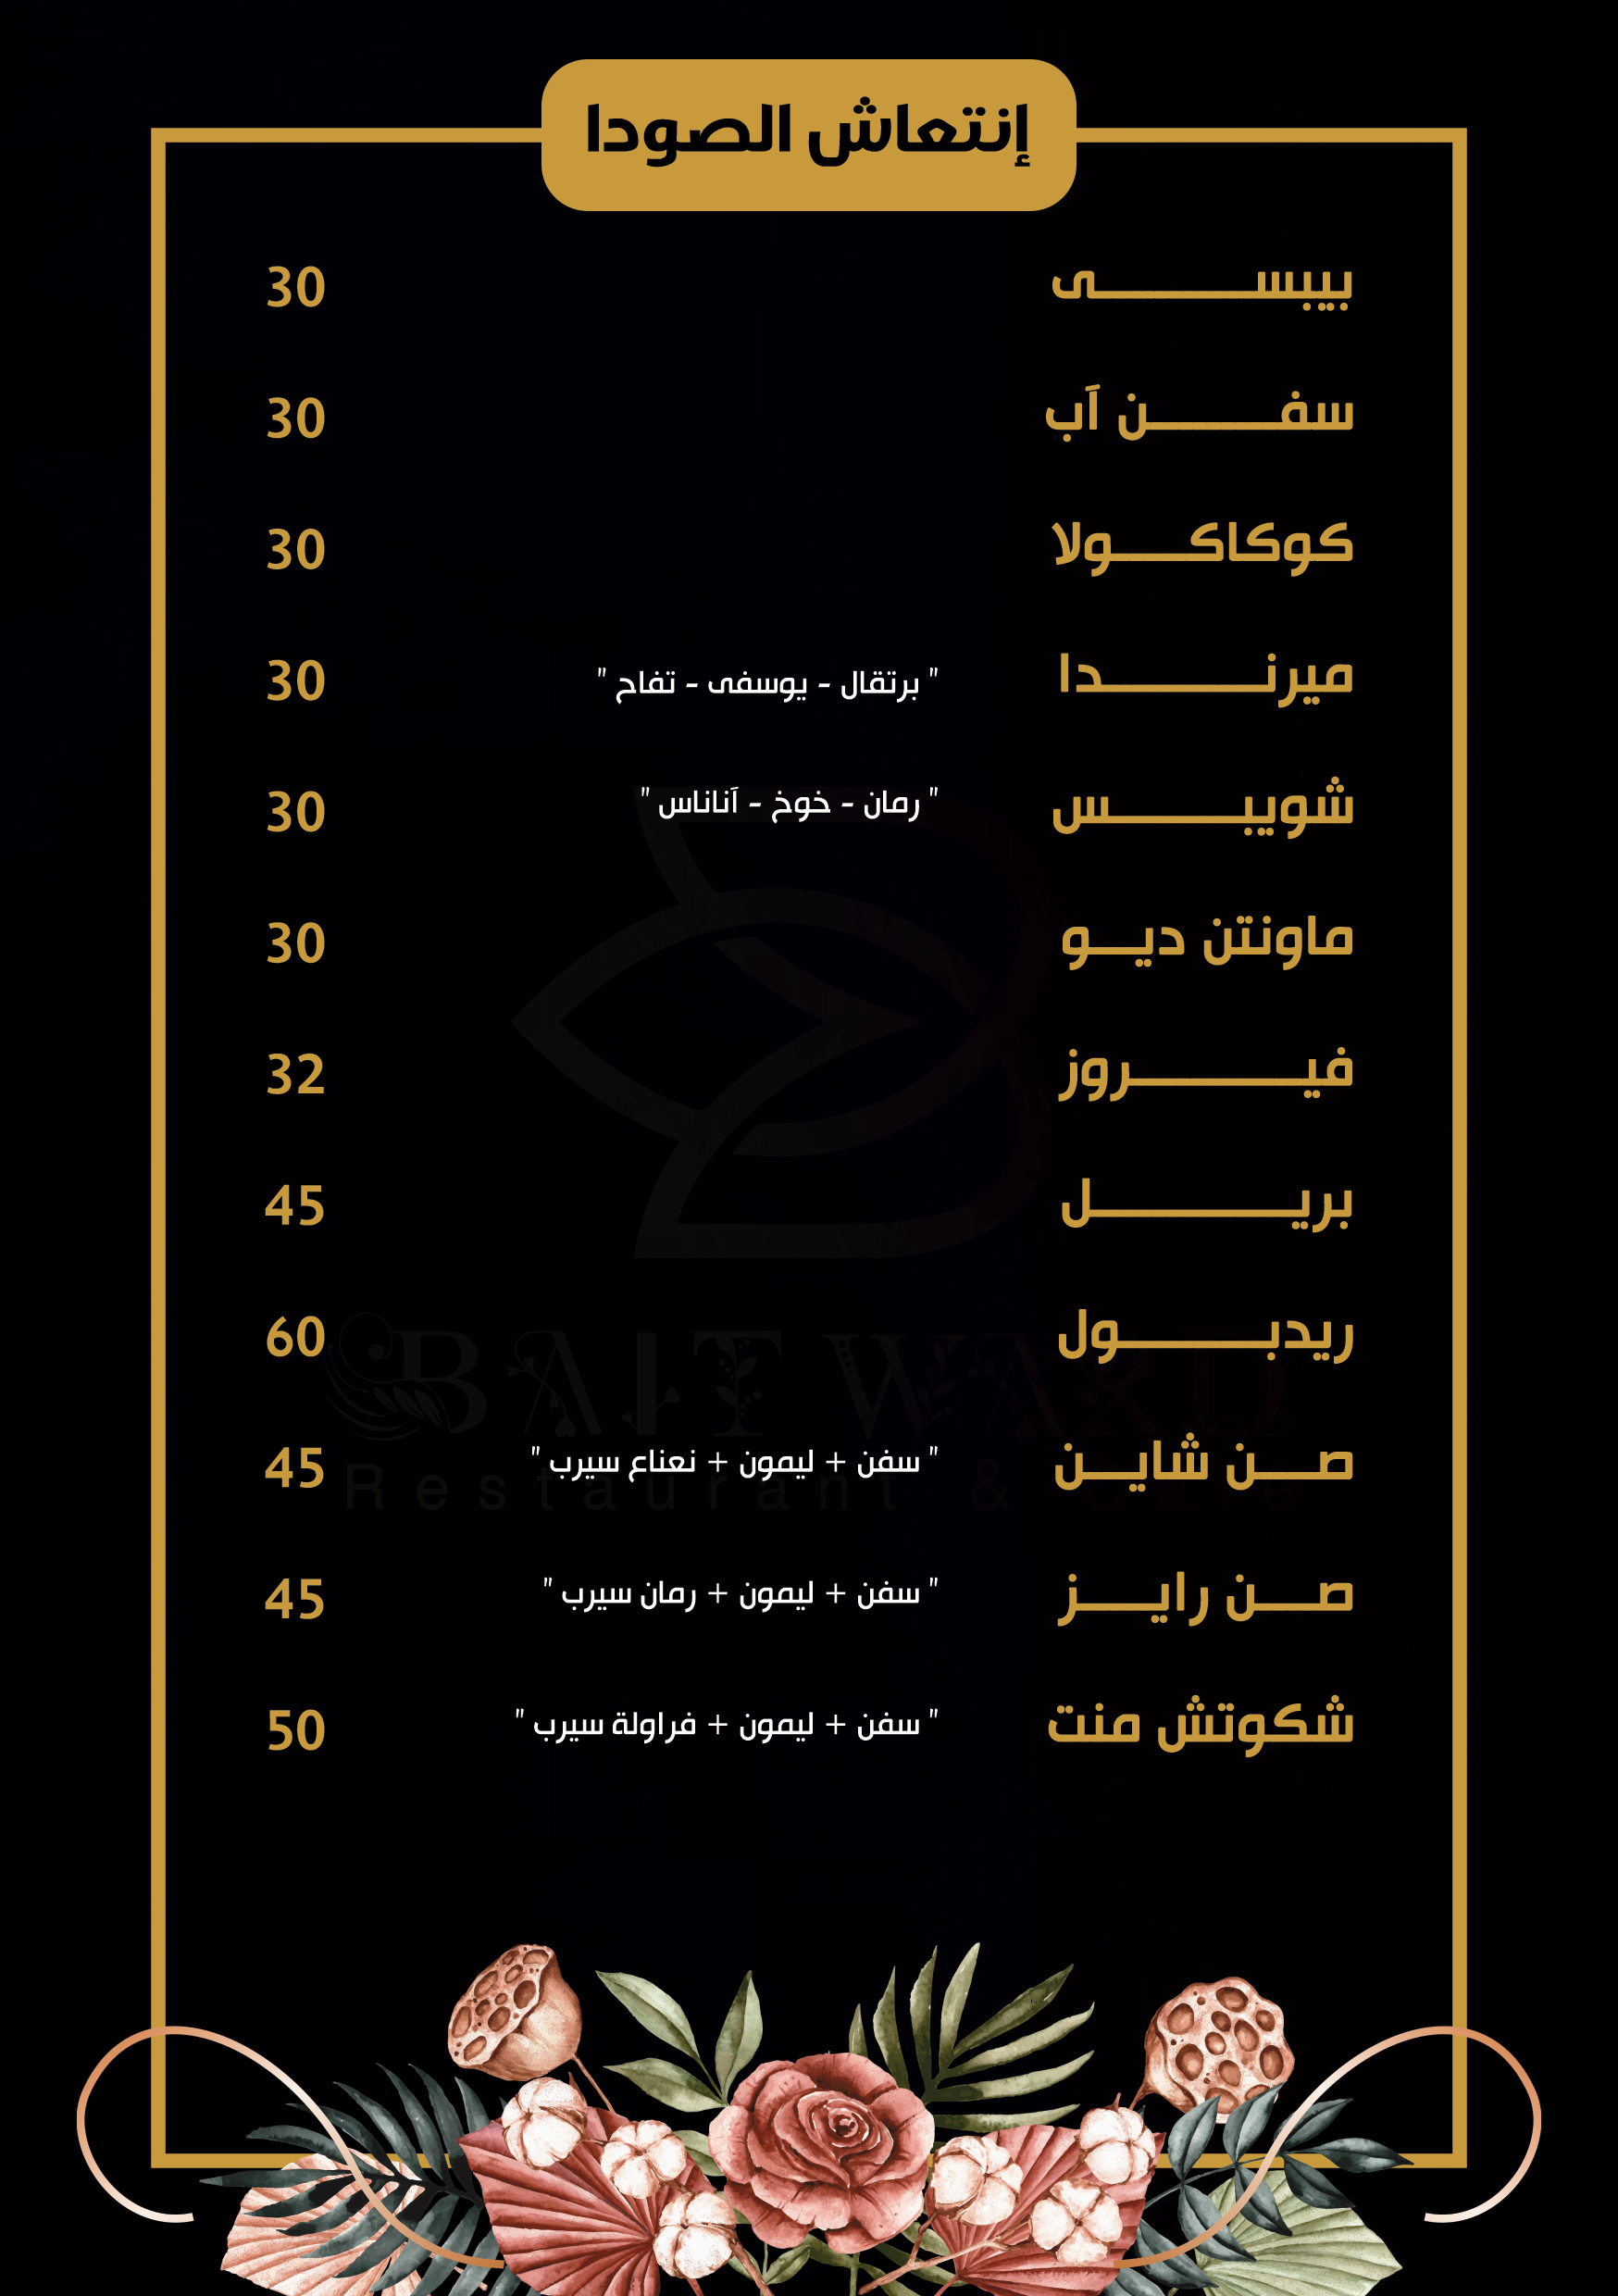 إنتعاش الصودا
بيبسى 30
سفن اَب 30
كوكاكولا 30
ميرندا " برتقال - يوسفى - تفاح " 30
شويبس " رمان - خوخ - اَناناس " 30
ماونتن ديو 30
فيروز 32
بريل 45
ريدبول 60
BAIT WARD
صن شاين " سفن + ليمون + نعناع سيرب " 45
Restaurant & Cafe
صن رايز " سفن + ليمون + رمان سيرب " 45
شكوتش منت " سفن + ليمون + فراولة سيرب " 50